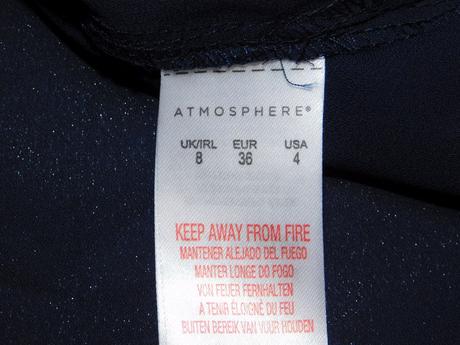 ATMOSPHERE®
UK/IRL EUR USA
8 36 4
KEEP AWAY FROM FIRE
MANTENER ALEJADO DEL FUEGO
MANTER LONGE DO FOGO
VON FEUER FERNHALTEN
A TENIR ÉLOIGNÉ DU FEU
BUITEN BEREIK VAN VUUR HOUDEN